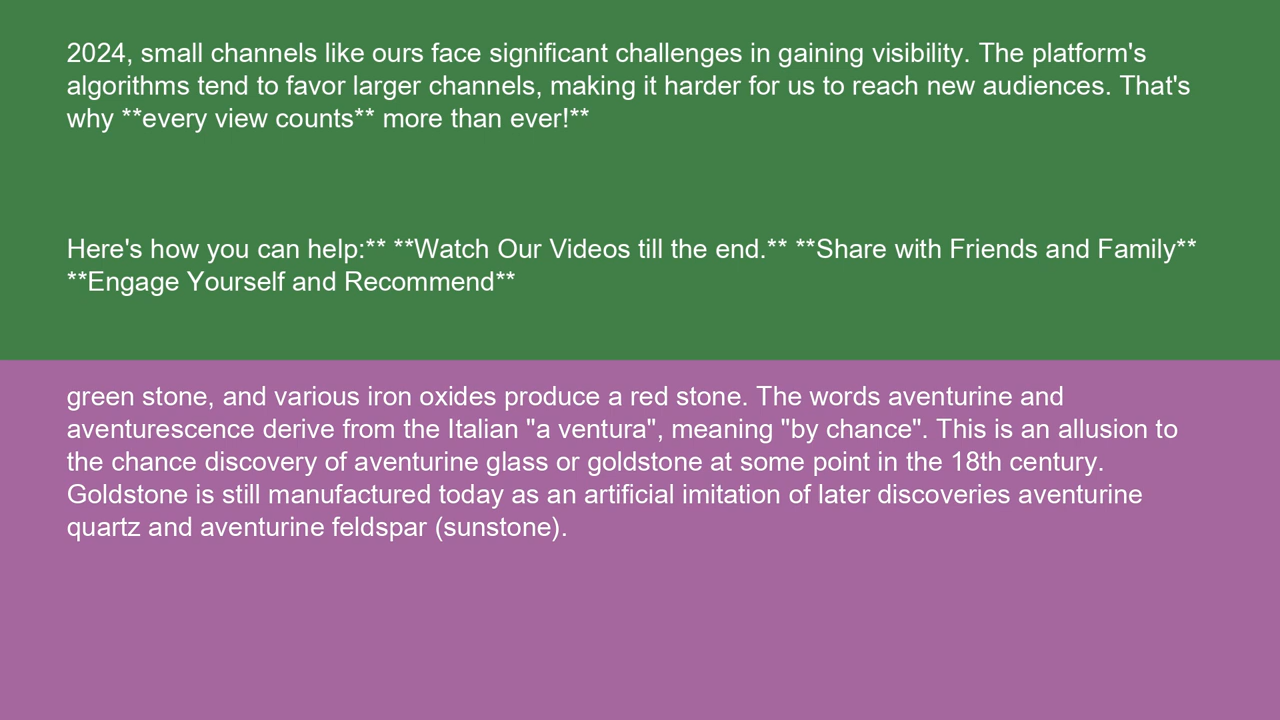 2024, small channels like ours face significant challenges in gaining visibility. The platform's
algorithms tend to favor larger channels, making it harder for us to reach new audiences. That's
why **every view counts** more than ever!**
Here's how you can help:** **Watch Our Videos till the end.** **Share with Friends and Family**
**Engage Yourself and Recommend**
green stone, and various iron oxides produce a red stone. The words aventurine and
aventurescence derive from the Italian "a ventura", meaning "by chance". This is an allusion to
the chance discovery of aventurine glass or goldstone at some point in the 18th century.
Goldstone is still manufactured today as an artificial imitation of later discoveries aventurine
quartz and aventurine feldspar (sunstone).